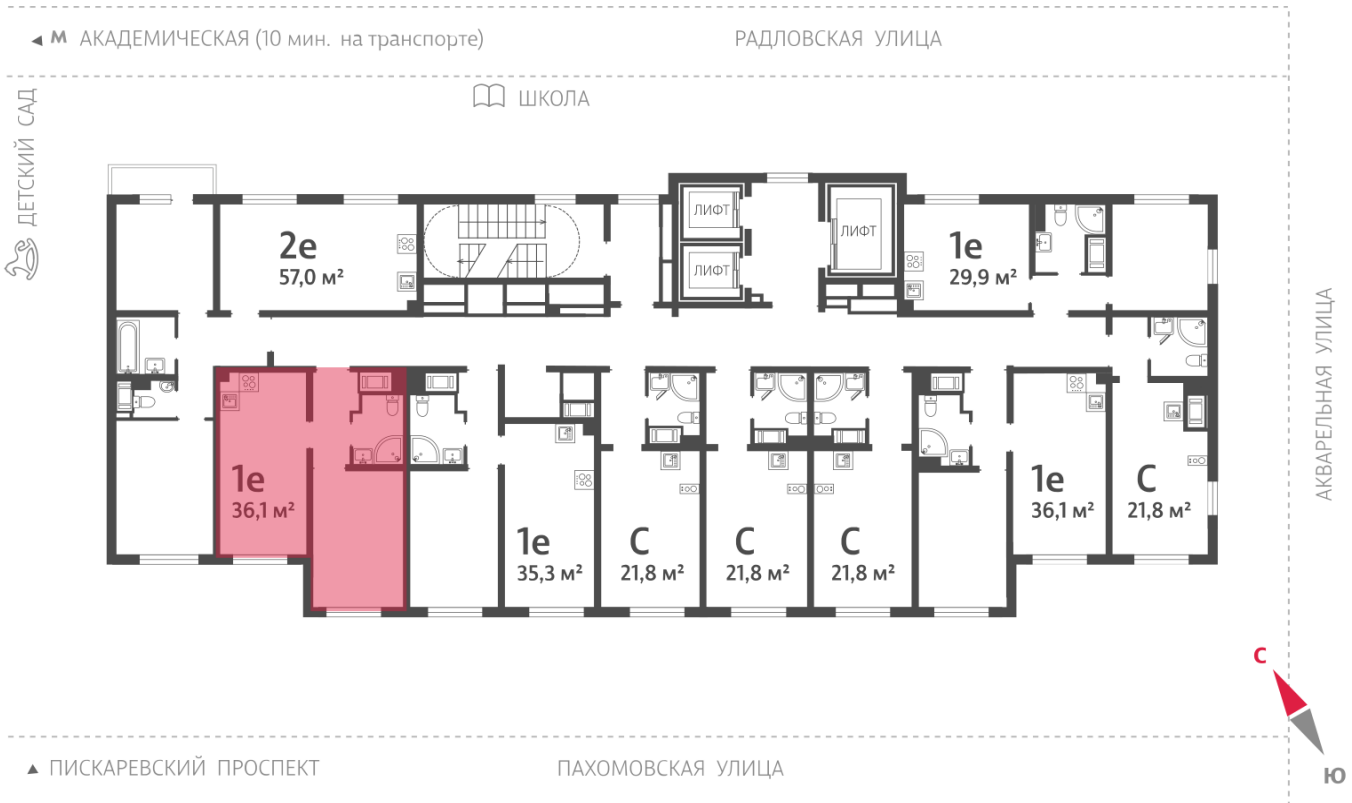 М АКАДЕМИЧЕСКАЯ (10 мин. на транспорте)
РАДЛОВСКАЯ УЛИЦА
ШКОЛА
ДЕТСКИЙ САД
ЛИФТ
ЛИФТ
ЛИФТ
2е
57,0 м²
1е
29,9 м²
АКВАРЕЛЬНАЯ УЛИЦА
1е
36,1 м²
1е
35,3 м²
С
21,8 м²
С
21,8 м²
С
21,8 м²
1е
36,1 м²
С
21,8 м²
С
Ю
ПИСКАРЕВСКИЙ ПРОСПЕКТ
ПАХОМОВСКАЯ УЛИЦА